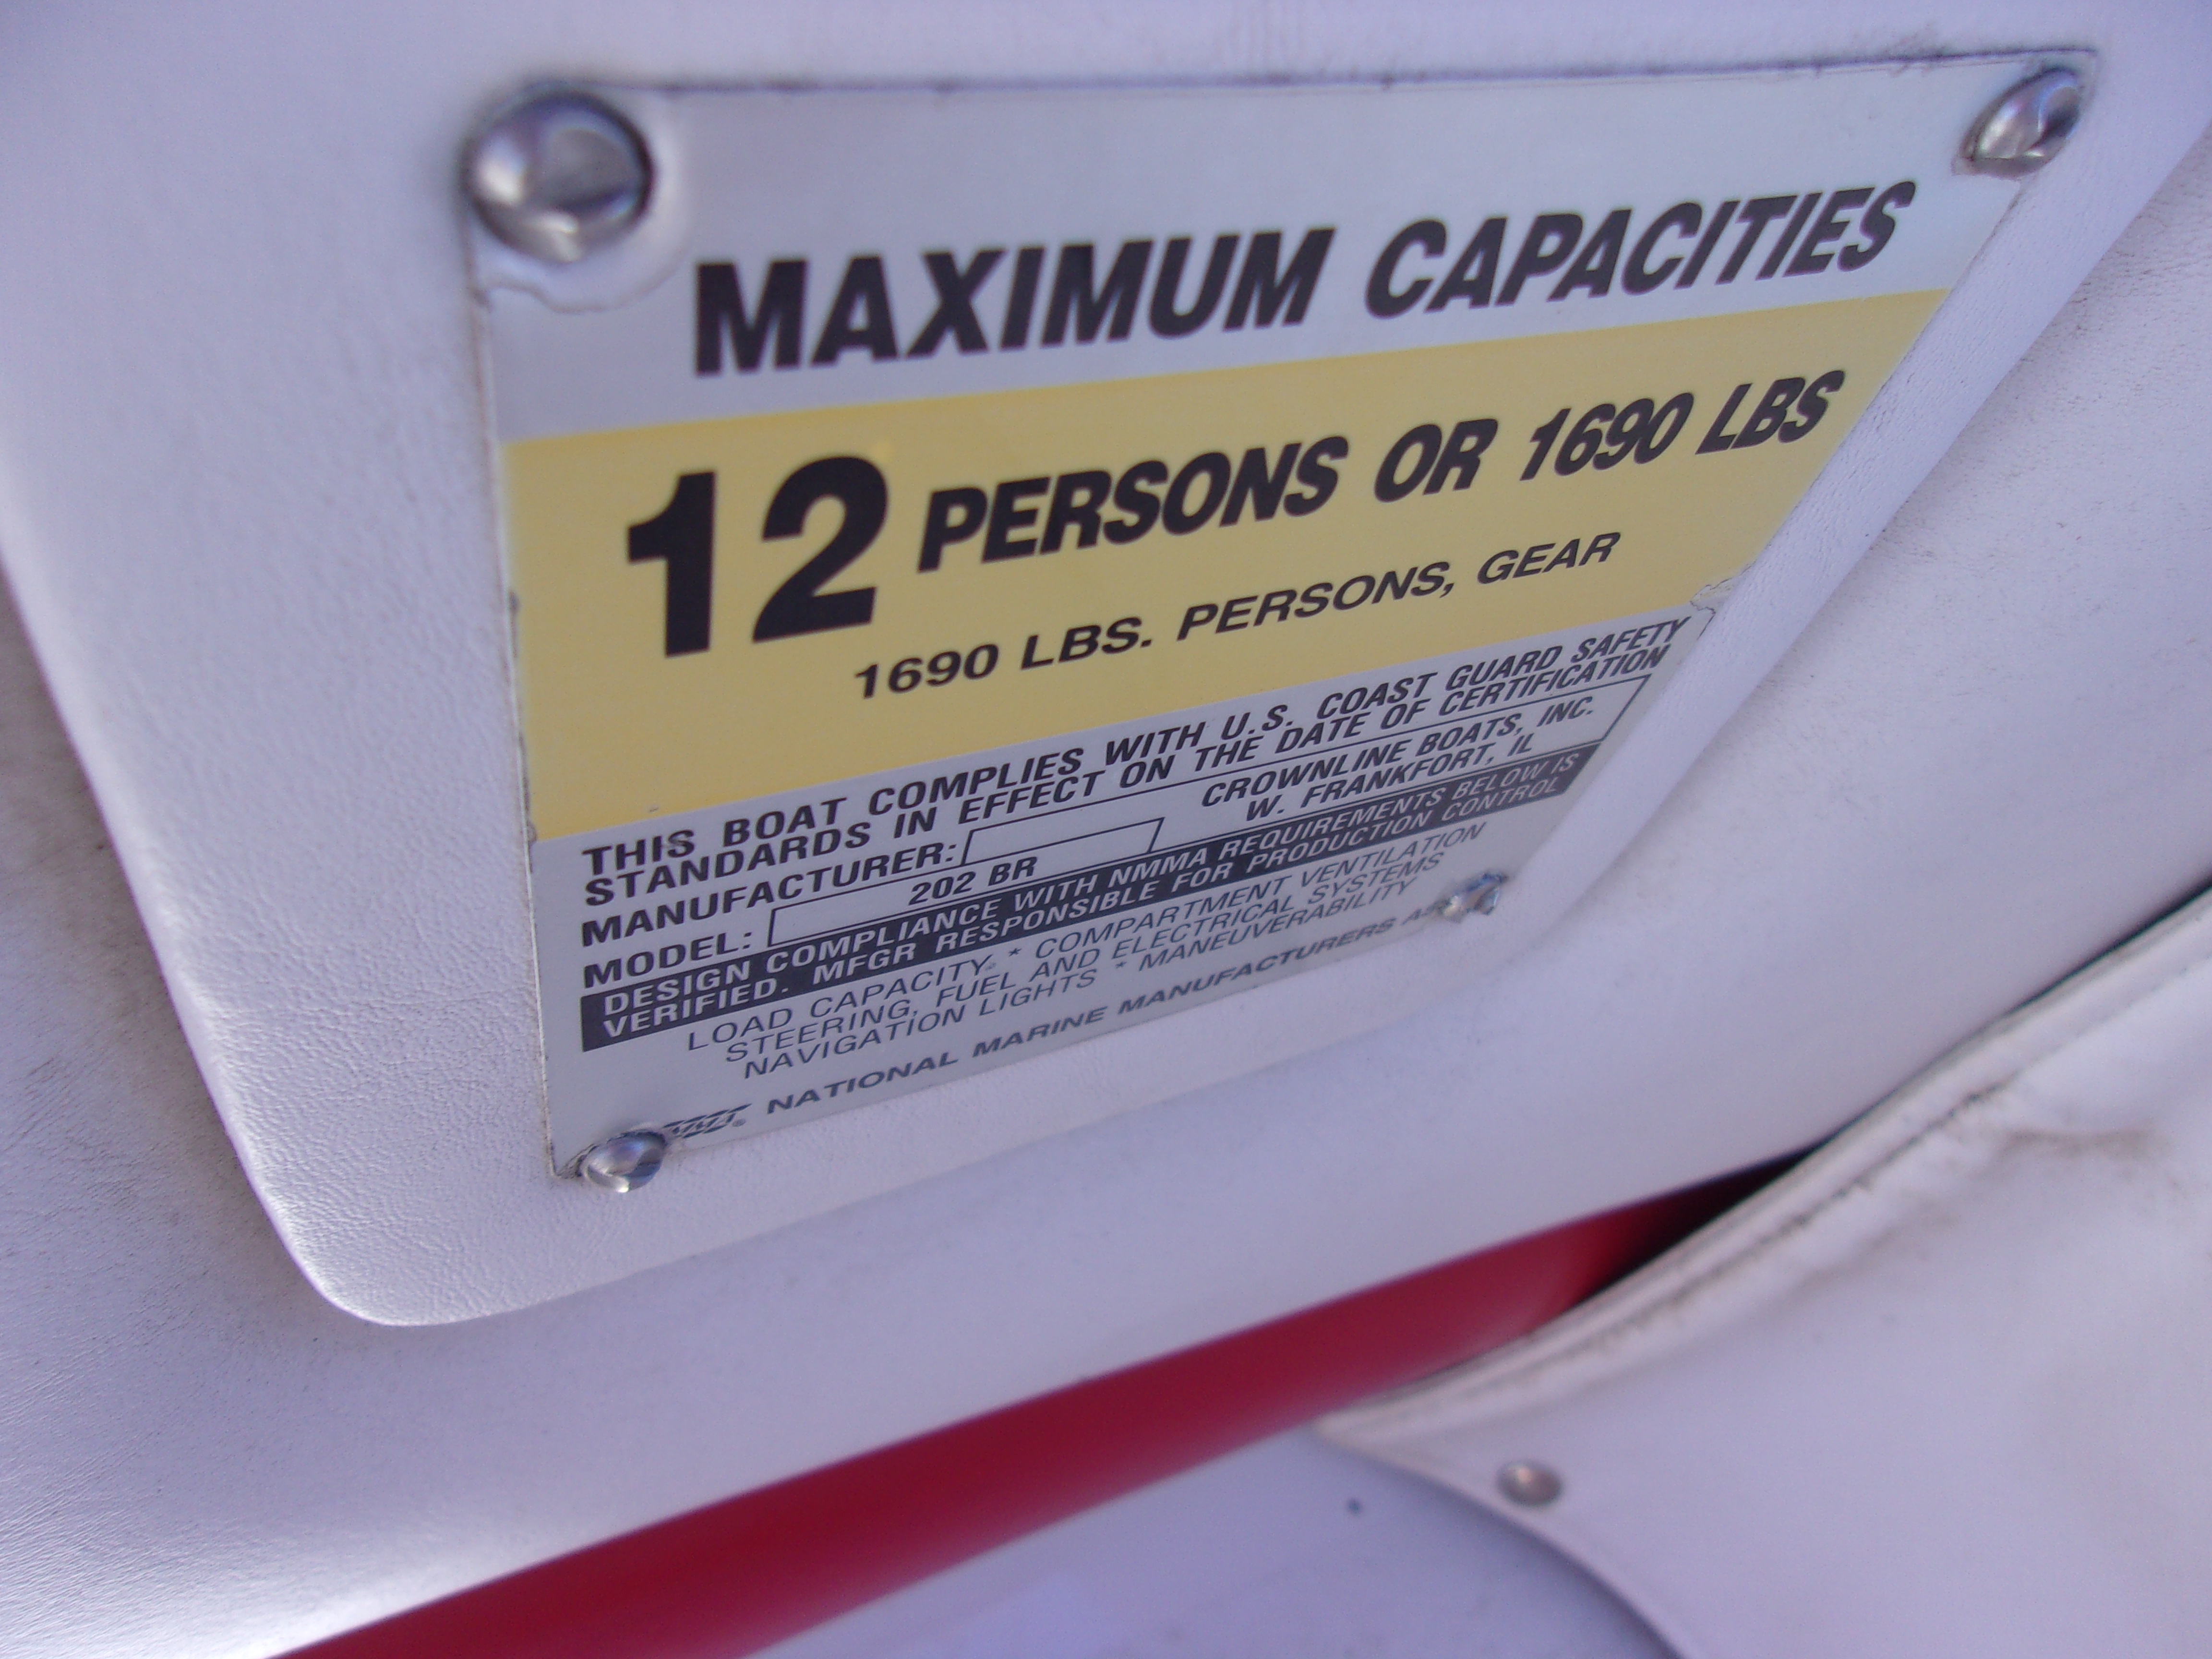 MAXIMUM CAPACITIES
12 PERSONS OR 1690 LBS
1690 LBS. PERSONS, GEAR
THIS BOAT COMPLIES WITH U.S. COAST GUARD SAFETY
STANDARDS IN EFFECT ON THE DATE OF CERTIFICATION
MANUFACTURER: CROWNLINE BOATS, INC.
W. FRANKFORT, IL
MODEL: 202 BR
DESIGN COMPLIANCE WITH NMMA REQUIREMENTS BELOW IS
VERIFIED. MFGR RESPONSIBLE FOR PRODUCTION CONTROL
LOAD CAPACITY * COMPARTMENT VENTILATION
STEERING, FUEL AND ELECTRICAL SYSTEMS
NAVIGATION LIGHTS * MANEUVERABILITY
® NATIONAL MARINE MANUFACTURERS